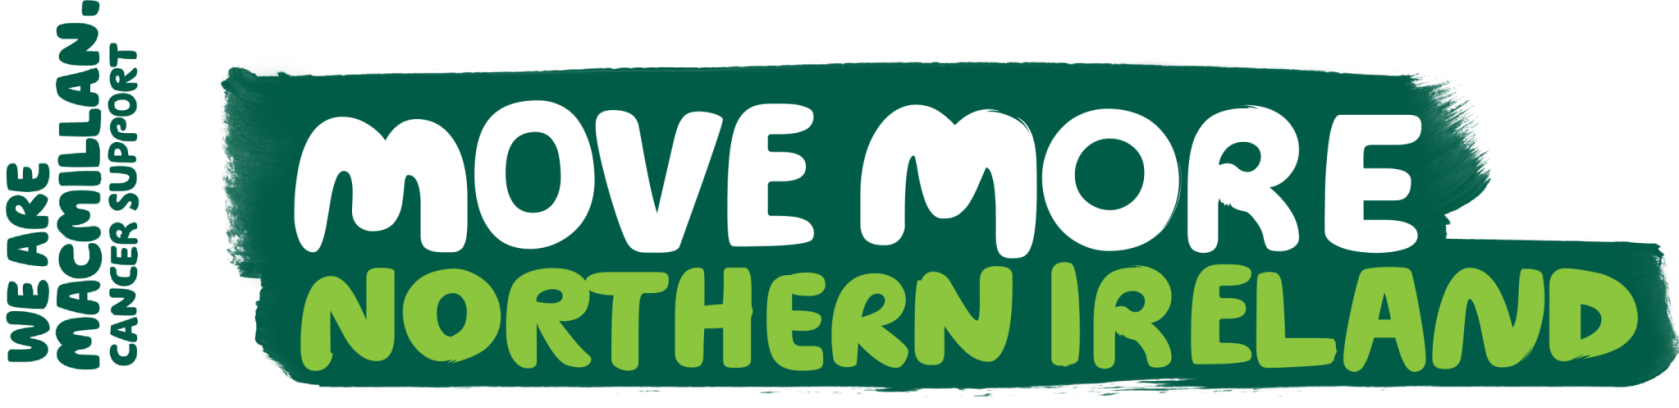 WE ARE
MACMILLAN.
CANCER SUPPORT
MOVE MORE
NORTHERN IRELAND